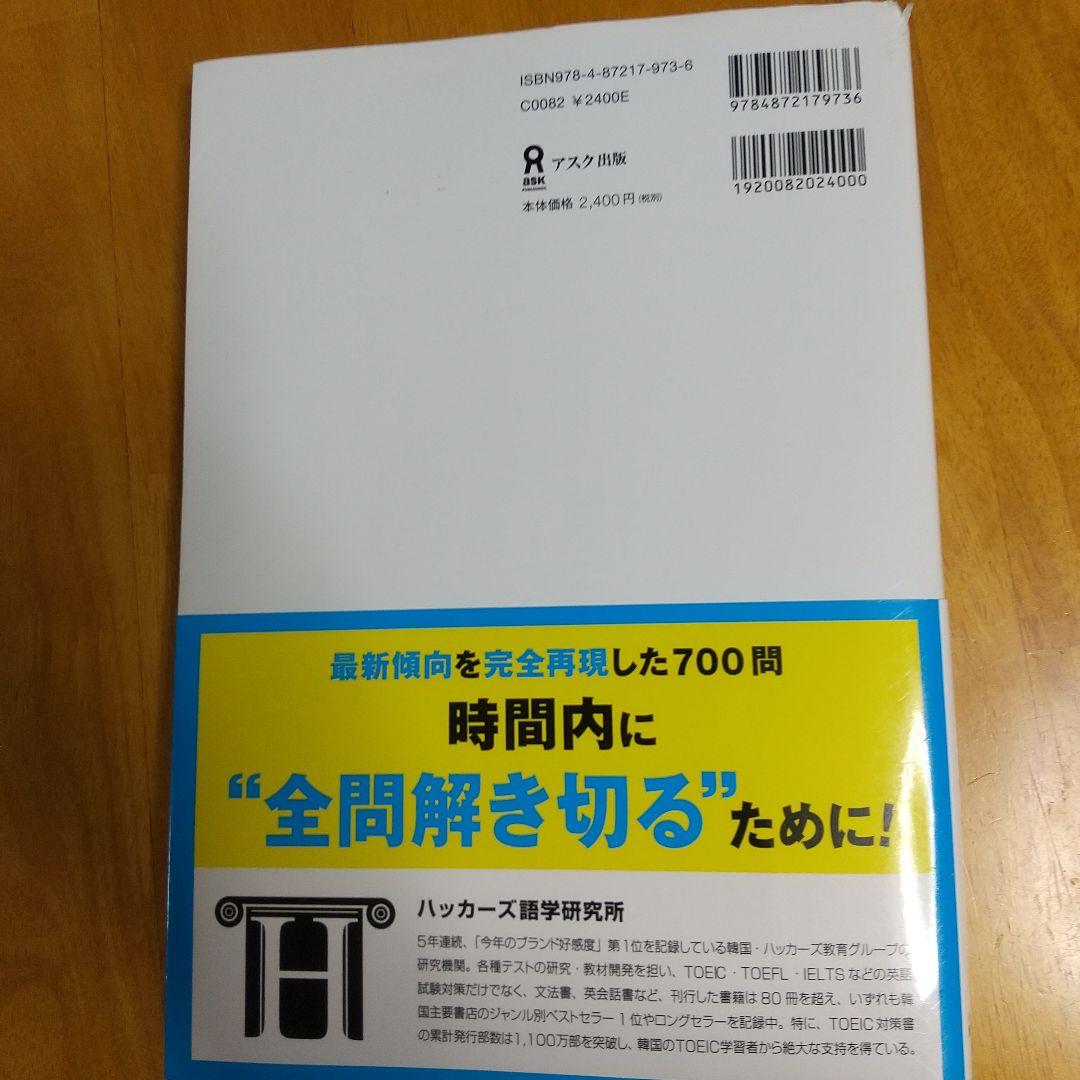 ISBN978-4-87217-973-6
C0082 ¥2400E
9784872179736
ask
アスク出版
1920082024000
本体価格 2,400円(税別)
最新傾向を完全再現した700問
時間内に
“全問解き切る”ために!
ハッカーズ語学研究所
5年連続、「今年のブランド好感度」第1位を記録している韓国・ハッカーズ教育グループの
研究機関。各種テストの研究・教材開発を担い、TOEIC・TOEFL・IELTSなどの英語
試験対策だけでなく、文法書、英会話書など、刊行した書籍は80冊を超え、いずれも韓
国主要書店のジャンル別ベストセラー1位やロングセラーを記録中。特に、TOEIC対策書
の累計発行部数は1,100万部を突破し、韓国のTOEIC学習者から絶大な支持を得ている。